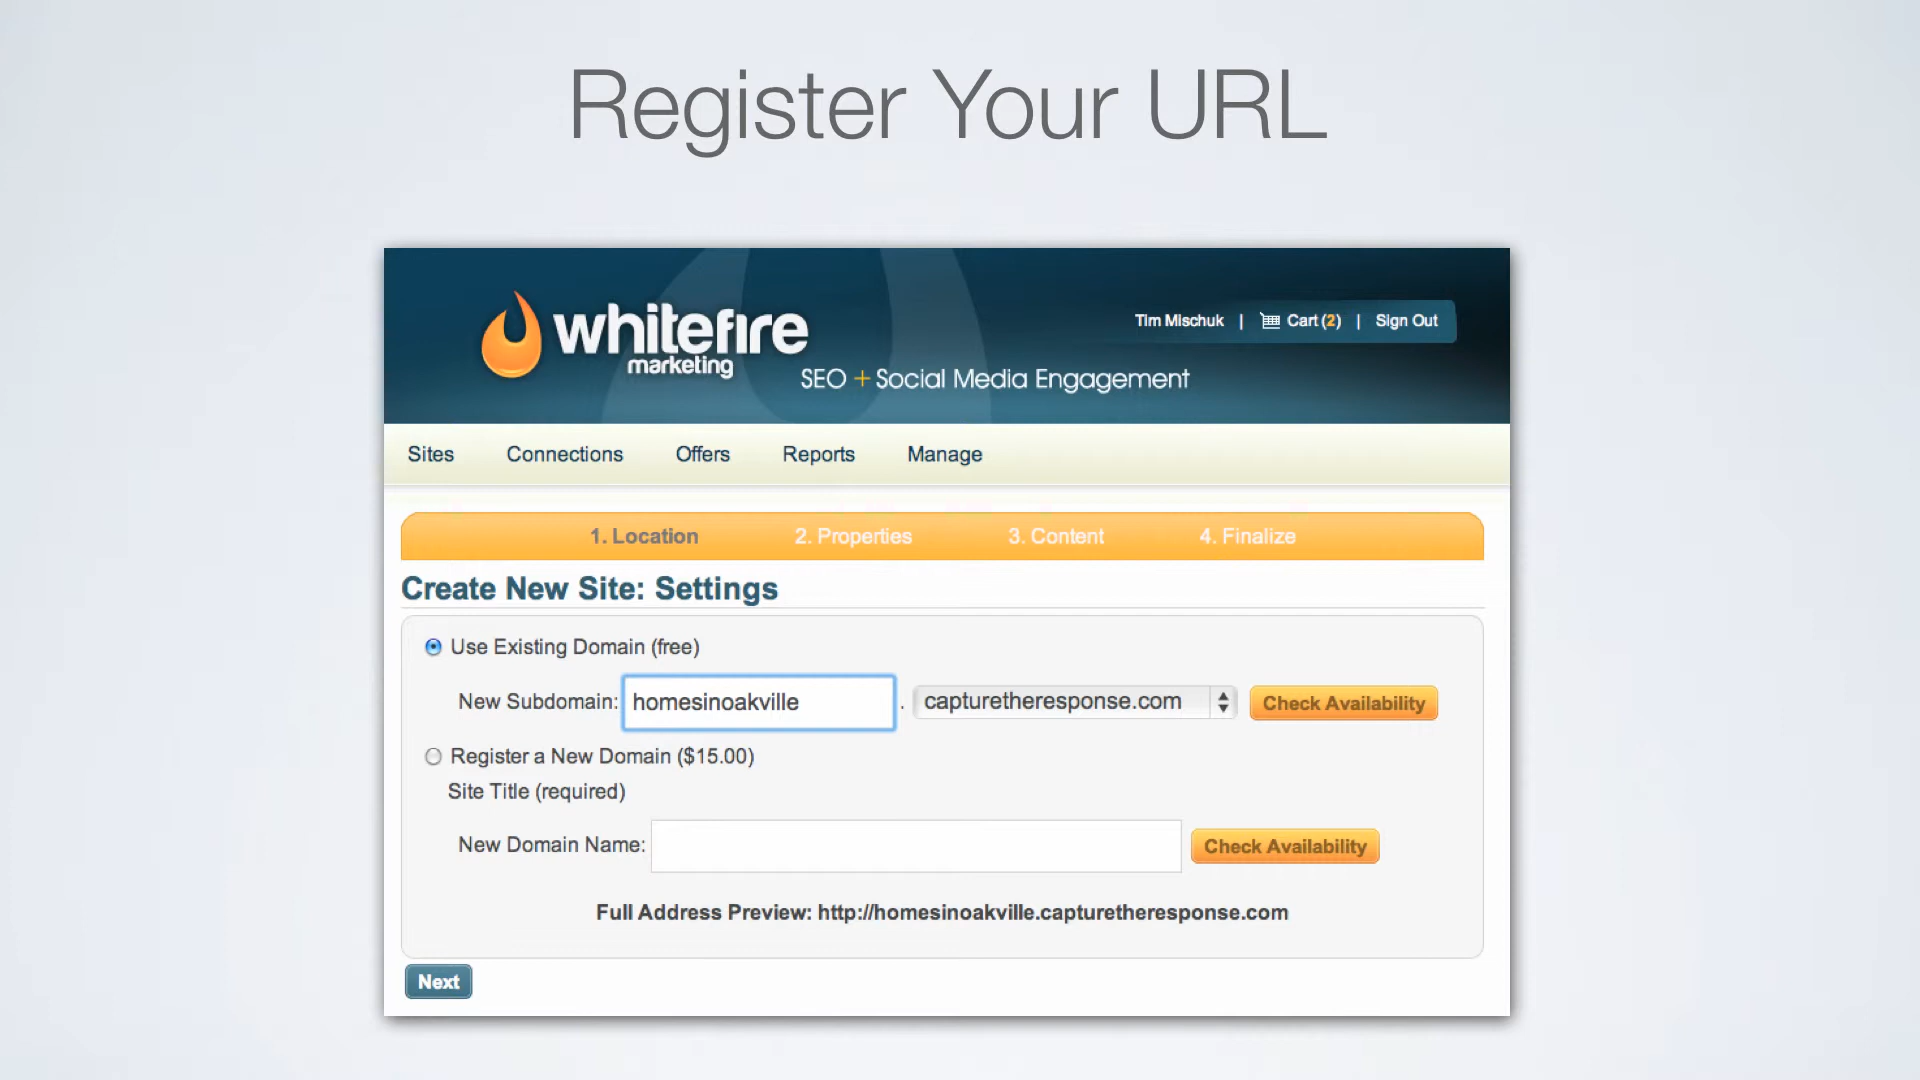 Register Your URL
whitefire
marketing
SEO + Social Media Engagement
Tim Mischuk | Cart (2) | Sign Out
Sites Connections Offers Reports Manage
1. Location 2. Properties 3. Content 4. Finalize
Create New Site: Settings
Use Existing Domain (free)
New Subdomain: homesinoakville . capturetheresponse.com Check Availability
Register a New Domain ($15.00)
Site Title (required)
New Domain Name: Check Availability
Full Address Preview: http://homesinoakville.capturetheresponse.com
Next